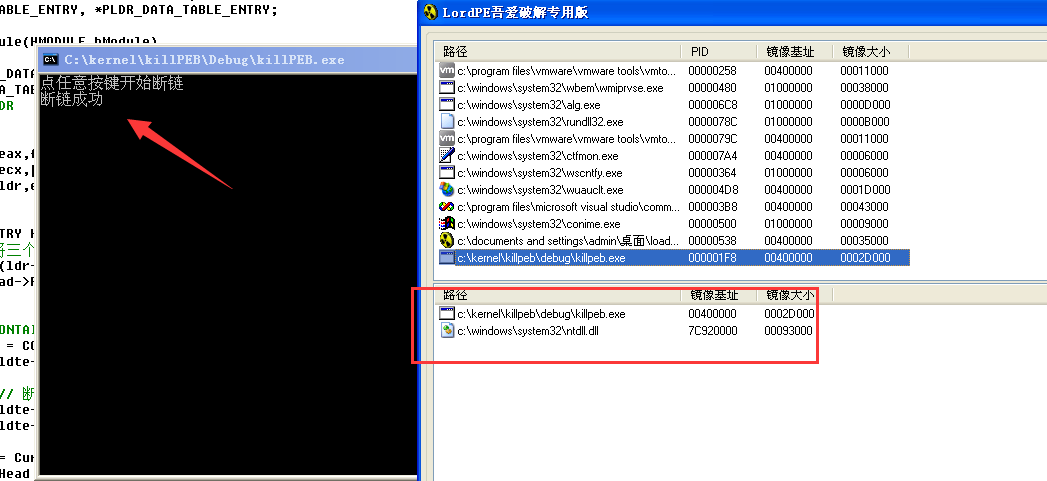 ABLE_ENTRY, *PLDR_DATA_TABLE_ENTRY;
ule(HMODULE hModule)
_DATA
A_TA
DR
eax,f
ecx,[
ldr,e
TRY H
将三个
(ldr-
ad->F
CONTAI
= CO
ldte-
// 断
ldte-
ldte-
= Cur
Head
C:\kernel\killPEB\Debug\killPEB.exe
点任意按键开始断链
断链成功
LordPE吾爱破解专用版
路径 PID 镜像基址 镜像大小
c:\program files\vmware\vmware tools\vmto... 00000258 00400000 00011000
c:\windows\system32\wbem\wmiprvse.exe 00000480 01000000 00038000
c:\windows\system32\alg.exe 000006C8 01000000 0000D000
c:\windows\system32\rundll32.exe 0000078C 01000000 0000B000
c:\program files\vmware\vmware tools\vmto... 0000079C 00400000 00011000
c:\windows\system32\ctfmon.exe 000007A4 00400000 00006000
c:\windows\system32\wscntfy.exe 00000364 01000000 00006000
c:\windows\system32\wuauclt.exe 000004D8 00400000 0001D000
c:\program files\microsoft visual studio\comm... 000003B8 00400000 00043000
c:\windows\system32\conime.exe 00000500 01000000 00009000
c:\documents and settings\admin\桌面\load... 00000538 00400000 00035000
c:\kernel\killpeb\debug\killpeb.exe 000001F8 00400000 0002D000
路径 镜像基址 镜像大小
c:\kernel\killpeb\debug\killpeb.exe 00400000 0002D000
c:\windows\system32\ntdll.dll 7C920000 00093000